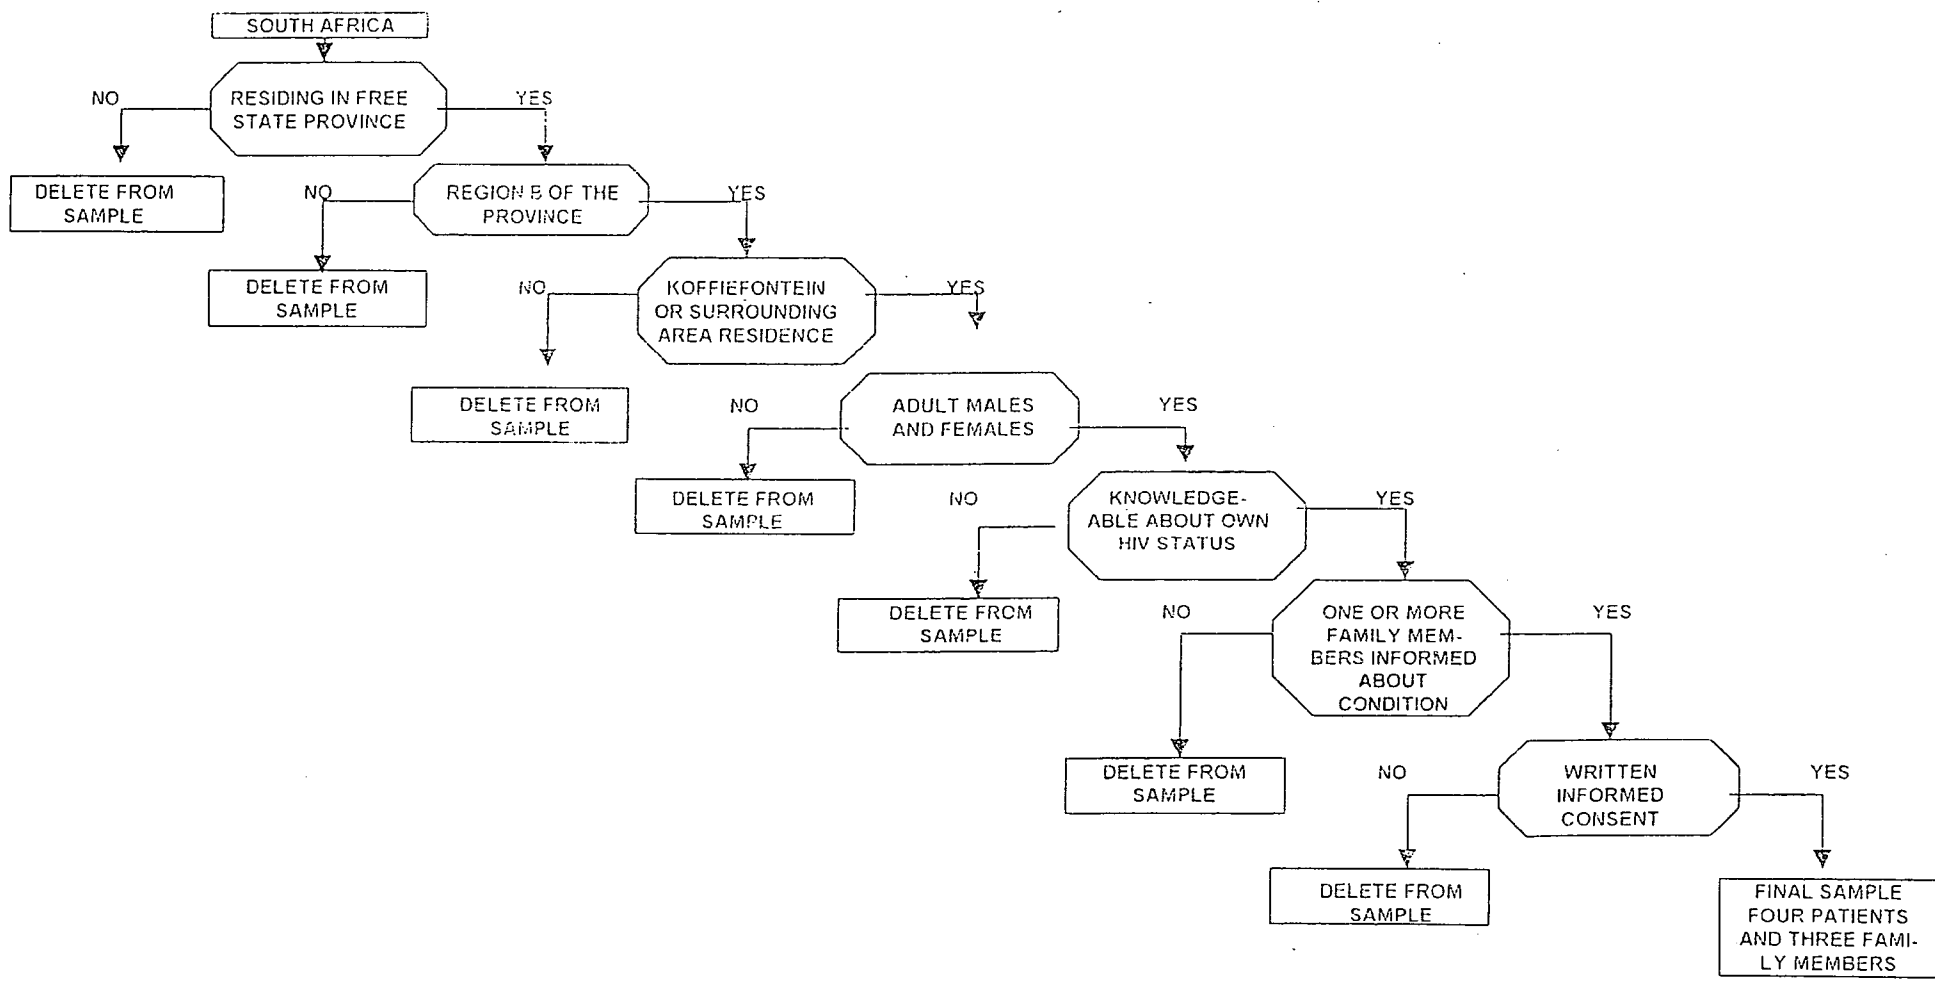 SOUTH AFRICA
NO
RESIDING IN FREE
STATE PROVINCE
YES
DELETE FROM
SAMPLE
NO
REGION B OF THE
PROVINCE
YES
DELETE FROM
SAMPLE
NO
KOFFIEFONTEIN
OR SURROUNDING
AREA RESIDENCE
YES
DELETE FROM
SAMPLE
NO
ADULT MALES
AND FEMALES
YES
DELETE FROM
SAMPLE
NO
KNOWLEDGE-
ABLE ABOUT OWN
HIV STATUS
YES
DELETE FROM
SAMPLE
NO
ONE OR MORE
FAMILY MEM-
BERS INFORMED
ABOUT
CONDITION
YES
DELETE FROM
SAMPLE
NO
WRITTEN
INFORMED
CONSENT
YES
DELETE FROM
SAMPLE
FINAL SAMPLE
FOUR PATIENTS
AND THREE FAMI-
LY MEMBERS